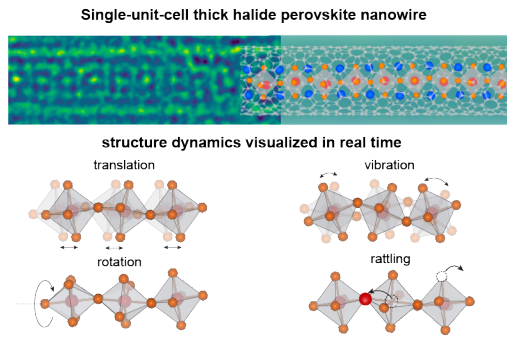 Single-unit-cell thick halide perovskite nanowire
structure dynamics visualized in real time
translation
vibration
rotation
rattling